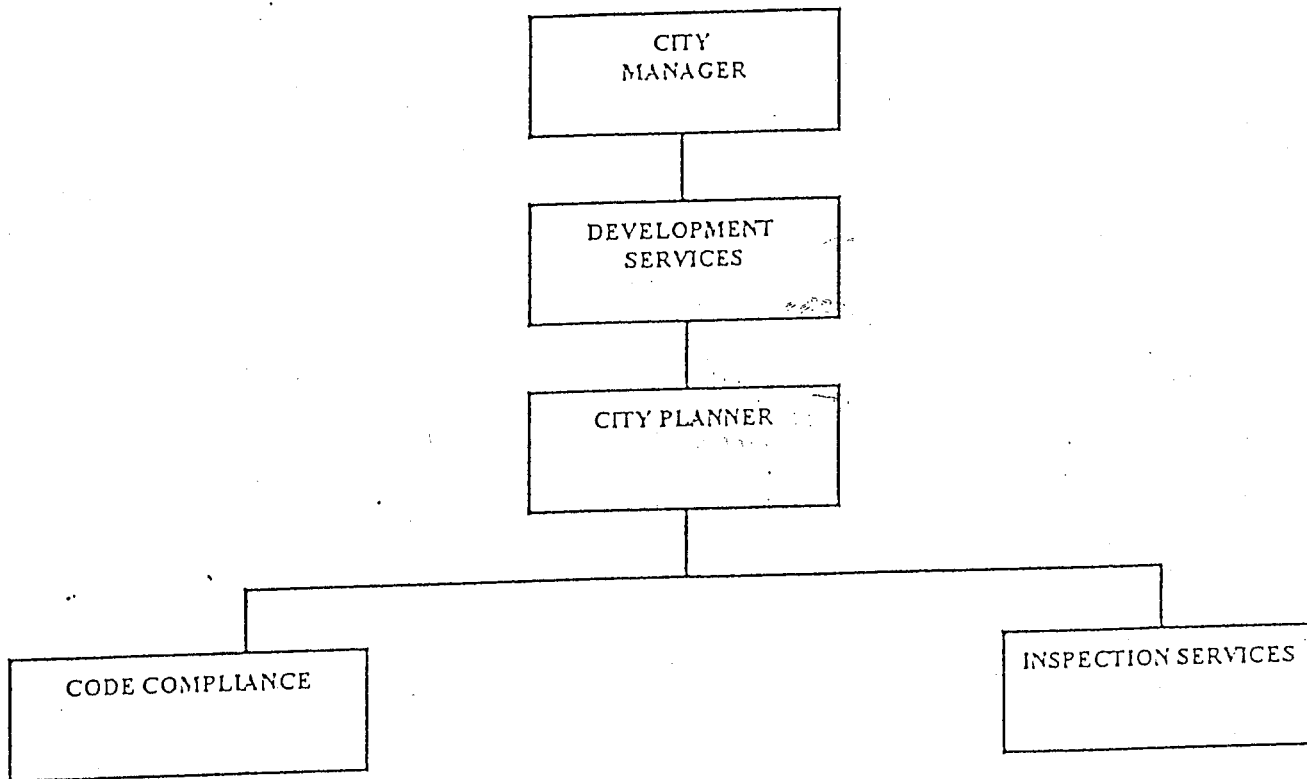 CITY
MANAGER
DEVELOPMENT
SERVICES
CITY PLANNER
CODE COMPLIANCE
INSPECTION SERVICES